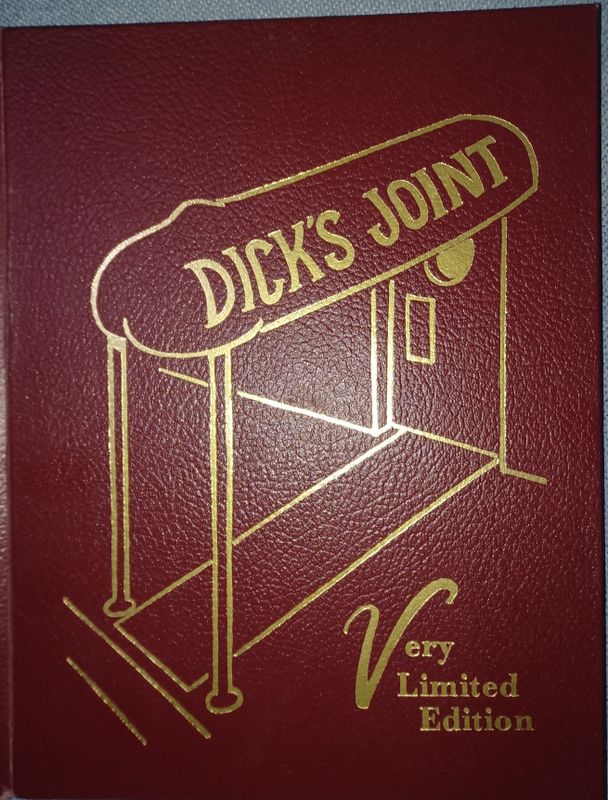 DICK'S JOINT
Very
Limited
Edition